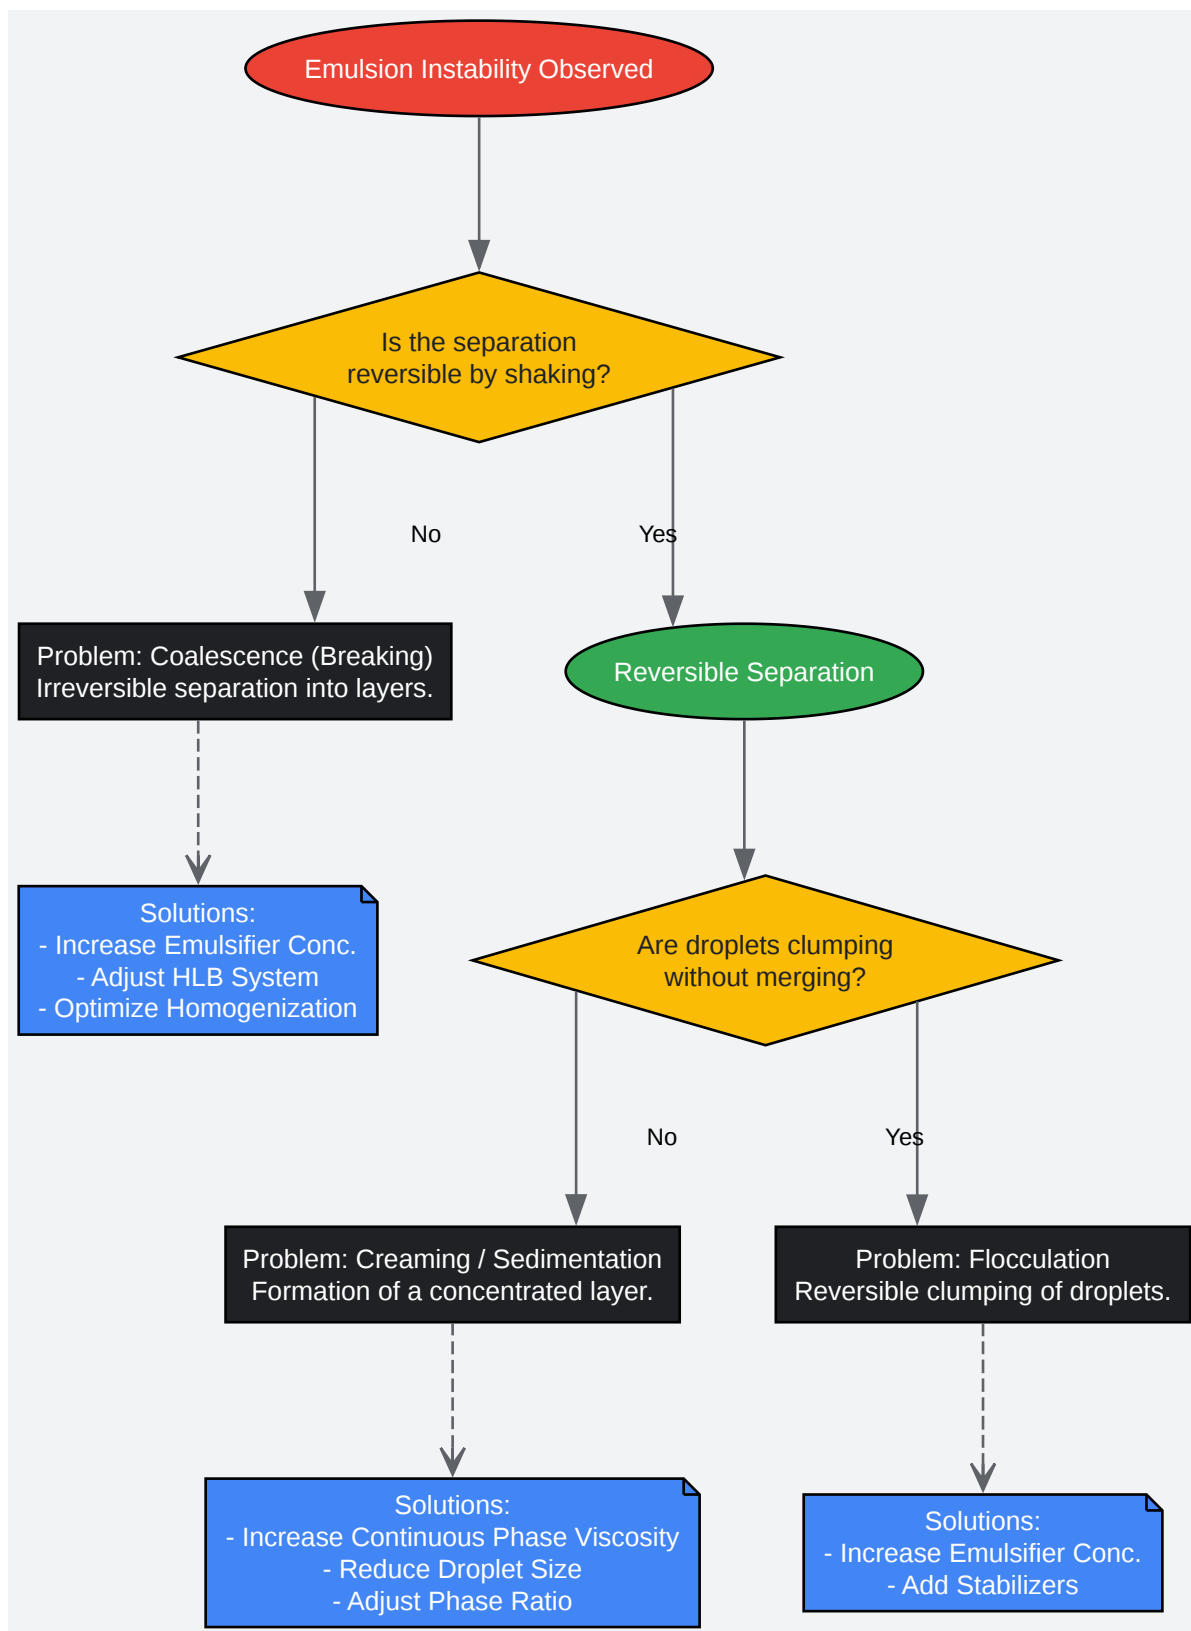 Emulsion Instability Observed
Is the separation
reversible by shaking?
No
Yes
Problem: Coalescence (Breaking)
Irreversible separation into layers.
Reversible Separation
Solutions:
- Increase Emulsifier Conc.
- Adjust HLB System
- Optimize Homogenization
Are droplets clumping
without merging?
No
Yes
Problem: Creaming / Sedimentation
Formation of a concentrated layer.
Problem: Flocculation
Reversible clumping of droplets.
Solutions:
- Increase Continuous Phase Viscosity
- Reduce Droplet Size
- Adjust Phase Ratio
Solutions:
- Increase Emulsifier Conc.
- Add Stabilizers